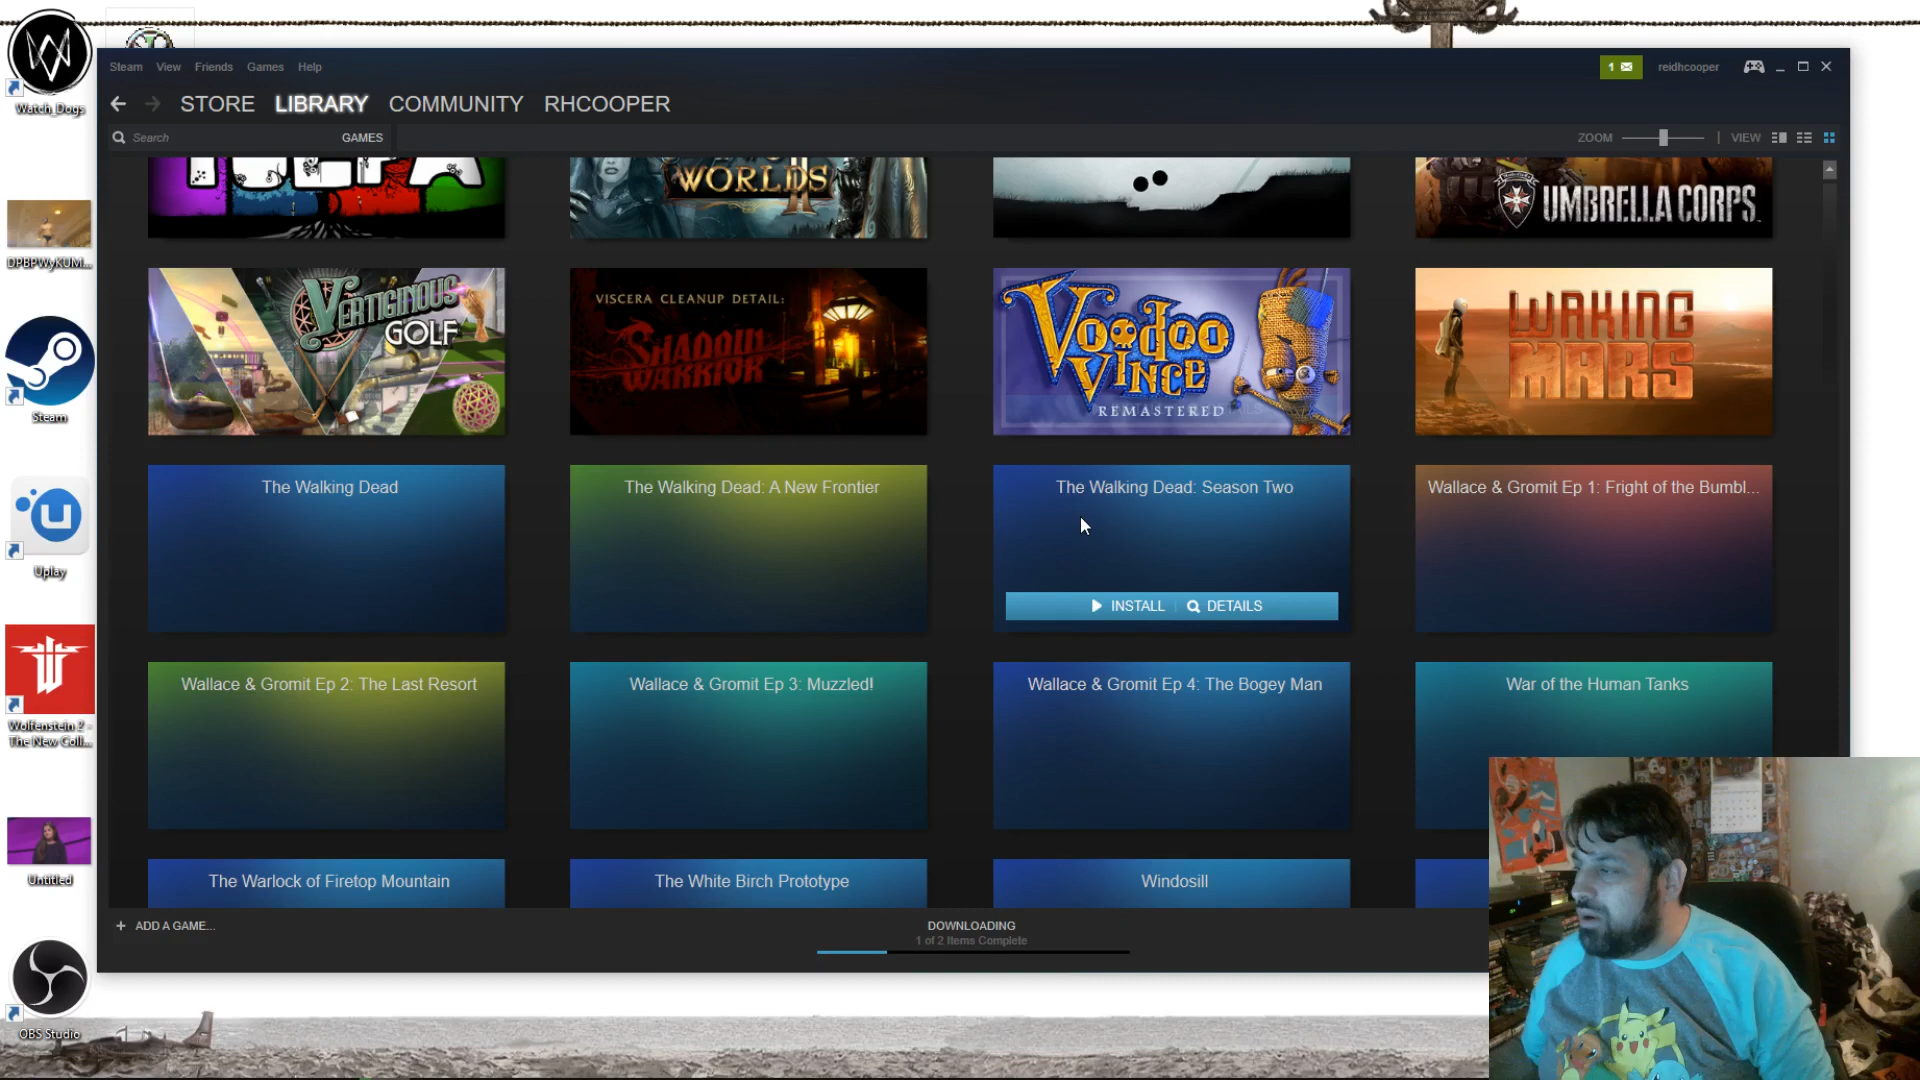 Steam View Friends Games Help
1 reidhcooper
STORE LIBRARY COMMUNITY RHCOOPER
Search GAMES ZOOM VIEW
WORLDS II
UMBRELLA CORPS
VERTIGINOUS
GOLF
VISCERA CLEANUP DETAIL:
SHADOW
WARRIOR
Voodoo
Vince
REMASTERED
WAKING
MARS
The Walking Dead
The Walking Dead: A New Frontier
The Walking Dead: Season Two
Wallace & Gromit Ep 1: Fright of the Bumbl...
INSTALL DETAILS
Wallace & Gromit Ep 2: The Last Resort
Wallace & Gromit Ep 3: Muzzled!
Wallace & Gromit Ep 4: The Bogey Man
War of the Human Tanks
The Warlock of Firetop Mountain
The White Birch Prototype
Windosill
+ ADD A GAME...
DOWNLOADING
1 of 2 Items Complete
Watch_Dogs
DPBPWyKUM...
Steam
Uplay
Wolfenstein 2 -
The New Coll...
Untitled
OBS Studio